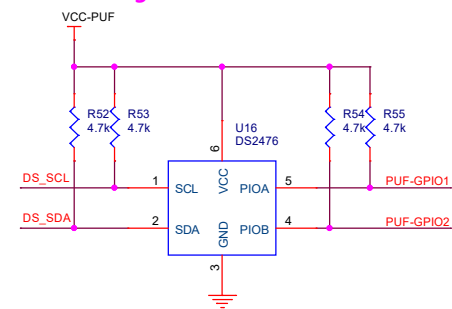 VCC-PUF
R52 R53
4.7k 4.7k
R54 R55
4.7k 4.7k
U16
DS2476
6
DS_SCL
1
SCL
VCC
PIOA
5
PUF-GPIO1
DS_SDA
2
SDA
GND
PIOB
4
PUF-GPIO2
3